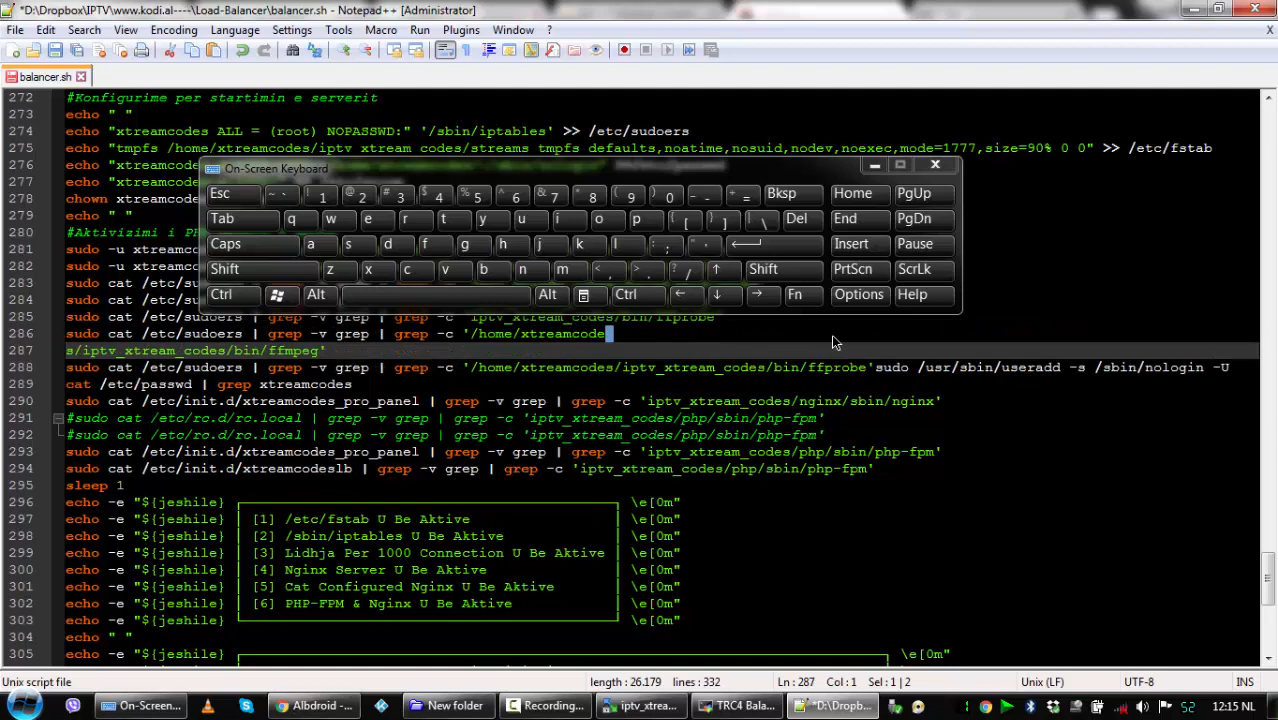 *D:\Dropbox\IPTV\www.kodi.al----\Load-Balancer\balancer.sh - Notepad++ [Administrator]
File Edit Search View Encoding Language Settings Tools Macro Run Plugins Window ? X
balancer.sh
272 #Konfigurime per startimin e serverit
273 echo " "
274 echo "xtreamcodes ALL = (root) NOPASSWD:" '/sbin/iptables' >> /etc/sudoers
275 echo "tmpfs /home/xtreamcodes/iptv_xtream_codes/streams tmpfs defaults,noatime,nosuid,nodev,noexec,mode=1777,size=90% 0 0" >> /etc/fstab
276 echo "xtre
On-Screen Keyboard
277 echo "xtre
Esc ~ ` ! 1 @ 2 # 3 $ 4 % 5 ^ 6 & 7 * 8 ( 9 ) 0 _ - + = Bksp Home PgUp
278 chown xtream
279 echo " "
Tab q w e r t y u i o p { [ } ] | \ Del End PgDn
280 #Aktivizimi i P
281 sudo -u xtream
Caps a s d f g h j k l : ; " ' Insert Pause
282 sudo -u xtream
Shift z x c v b n m < , > . ? / ↑ Shift PrtScn ScrLk
283 sudo cat /etc/s
284 sudo cat /etc/s
Ctrl Alt Alt Ctrl ← ↓ → Fn Options Help
285 sudo cat /etc/sudoers | grep -v grep | grep -c 'iptv_xtream_codes/bin/ffprobe'
286 sudo cat /etc/sudoers | grep -v grep | grep -c '/home/xtreamcode
287 s/iptv_xtream_codes/bin/ffmpeg'
288 sudo cat /etc/sudoers | grep -v grep | grep -c '/home/xtreamcodes/iptv_xtream_codes/bin/ffprobe'sudo /usr/sbin/useradd -s /sbin/nologin -U
289 cat /etc/passwd | grep xtreamcodes
290 sudo cat /etc/init.d/xtreamcodes_pro_panel | grep -v grep | grep -c 'iptv_xtream_codes/nginx/sbin/nginx'
291 #sudo cat /etc/rc.d/rc.local | grep -v grep | grep -c 'iptv_xtream_codes/php/sbin/php-fpm'
292 #sudo cat /etc/rc.d/rc.local | grep -v grep | grep -c 'iptv_xtream_codes/php/sbin/php-fpm'
293 sudo cat /etc/init.d/xtreamcodes_pro_panel | grep -v grep | grep -c 'iptv_xtream_codes/php/sbin/php-fpm'
294 sudo cat /etc/init.d/xtreamcodeslb | grep -v grep | grep -c 'iptv_xtream_codes/php/sbin/php-fpm'
295 sleep 1
296 echo -e "${jeshile} \e[0m"
297 echo -e "${jeshile} [1] /etc/fstab U Be Aktive \e[0m"
298 echo -e "${jeshile} [2] /sbin/iptables U Be Aktive \e[0m"
299 echo -e "${jeshile} [3] Lidhja Per 1000 Connection U Be Aktive \e[0m"
300 echo -e "${jeshile} [4] Nginx Server U Be Aktive \e[0m"
301 echo -e "${jeshile} [5] Cat Configured Nginx U Be Aktive \e[0m"
302 echo -e "${jeshile} [6] PHP-FPM & Nginx U Be Aktive \e[0m"
303 echo -e "${jeshile} \e[0m"
304 echo " "
305 echo -e "${jeshile} \e[0m"
Unix script file length : 26.179 lines : 332 Ln : 287 Col : 1 Sel : 1 | 2 Unix (LF) UTF-8 INS
On-Screen... Albdroid -... New folder Recording... iptv_xtrea... TRC4 Bala... *D:\Dropb... 52 12:15 NL